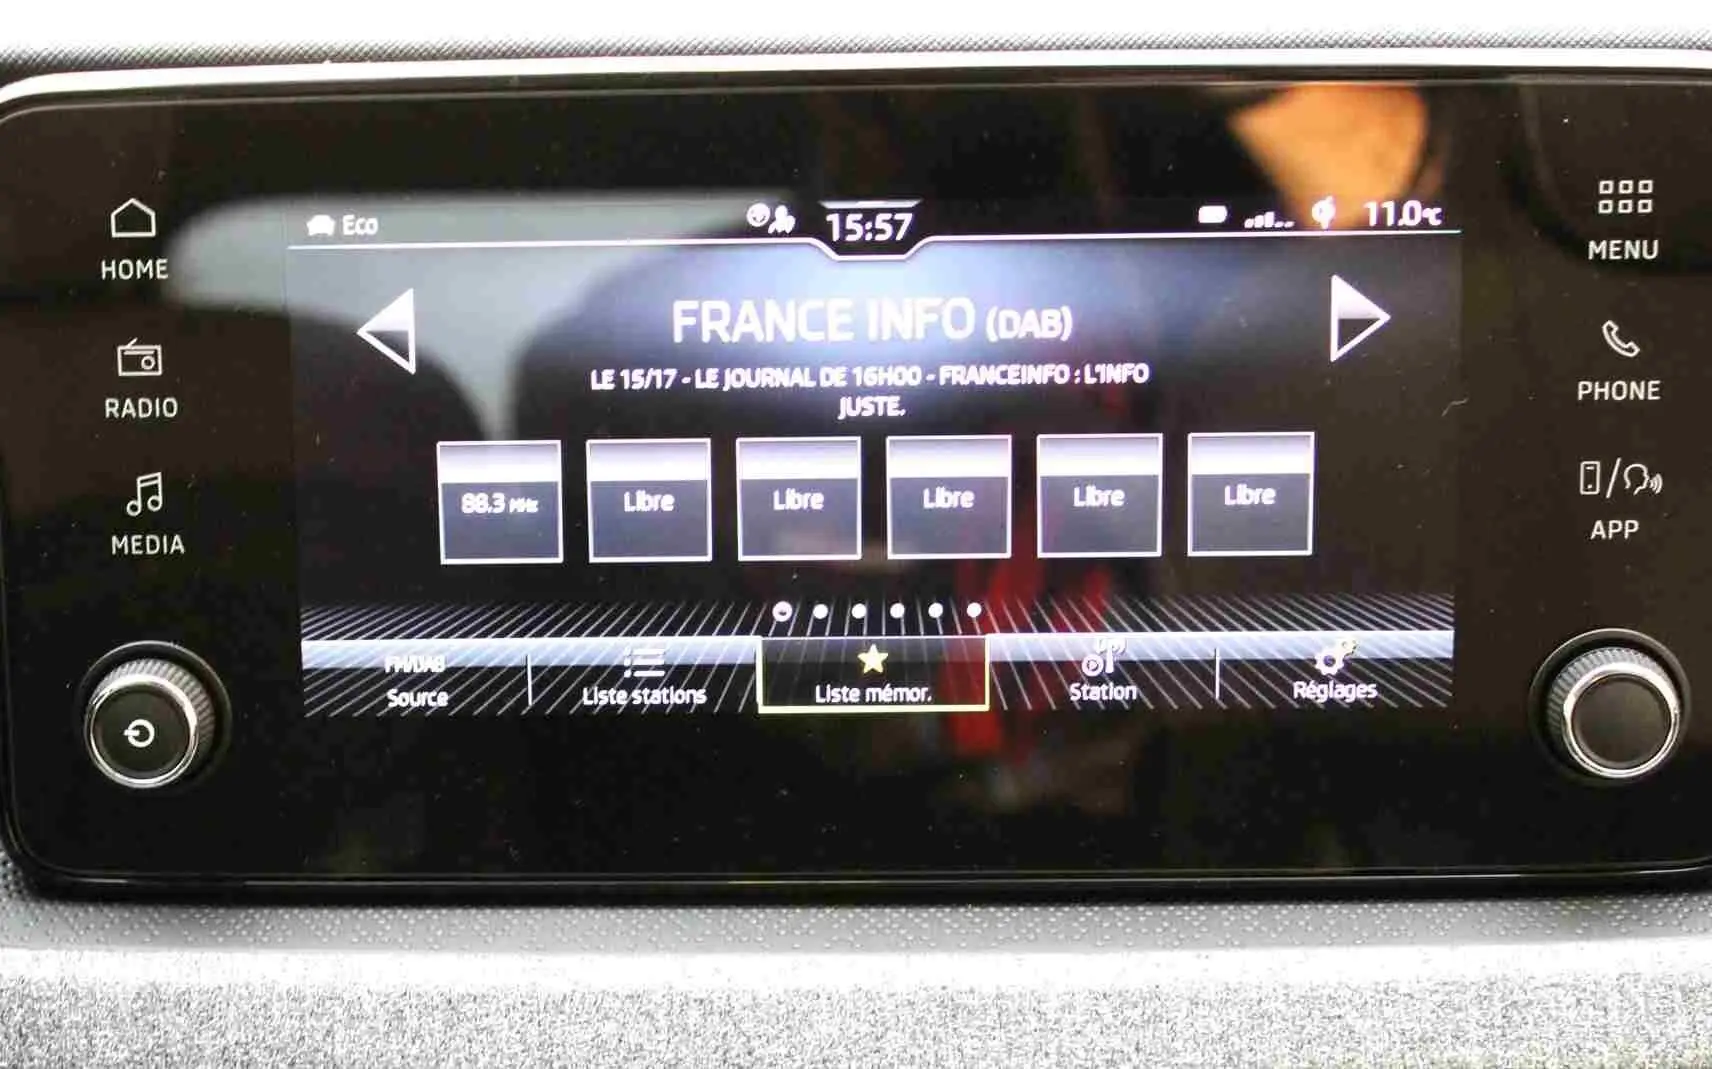 Eco
15:57
11.0°C
HOME
MENU
FRANCE INFO (DAB)
LE 15/17 - LE JOURNAL DE 16H00 - FRANCEINFO : L'INFO
JUSTE.
RADIO
PHONE
88.3 MHz
Libre
Libre
Libre
Libre
Libre
MEDIA
APP
FM/DAB
Source
Liste stations
Liste mémor.
Station
Réglages